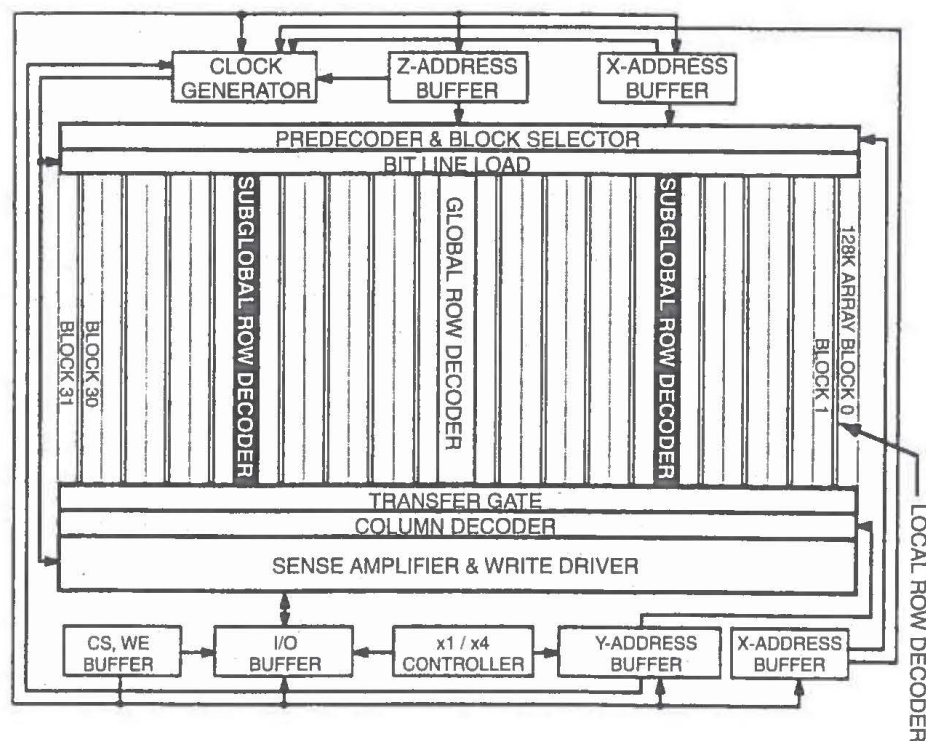 CLOCK
GENERATOR
Z-ADDRESS
BUFFER
X-ADDRESS
BUFFER
PREDECODER & BLOCK SELECTOR
BIT LINE LOAD
BLOCK 31
BLOCK 30
SUBGLOBAL ROW DECODER
GLOBAL ROW DECODER
SUBGLOBAL ROW DECODER
BLOCK 1
128K ARRAY BLOCK 0
LOCAL ROW DECODER
TRANSFER GATE
COLUMN DECODER
SENSE AMPLIFIER & WRITE DRIVER
CS, WE
BUFFER
I/O
BUFFER
x1 / x4
CONTROLLER
Y-ADDRESS
BUFFER
X-ADDRESS
BUFFER